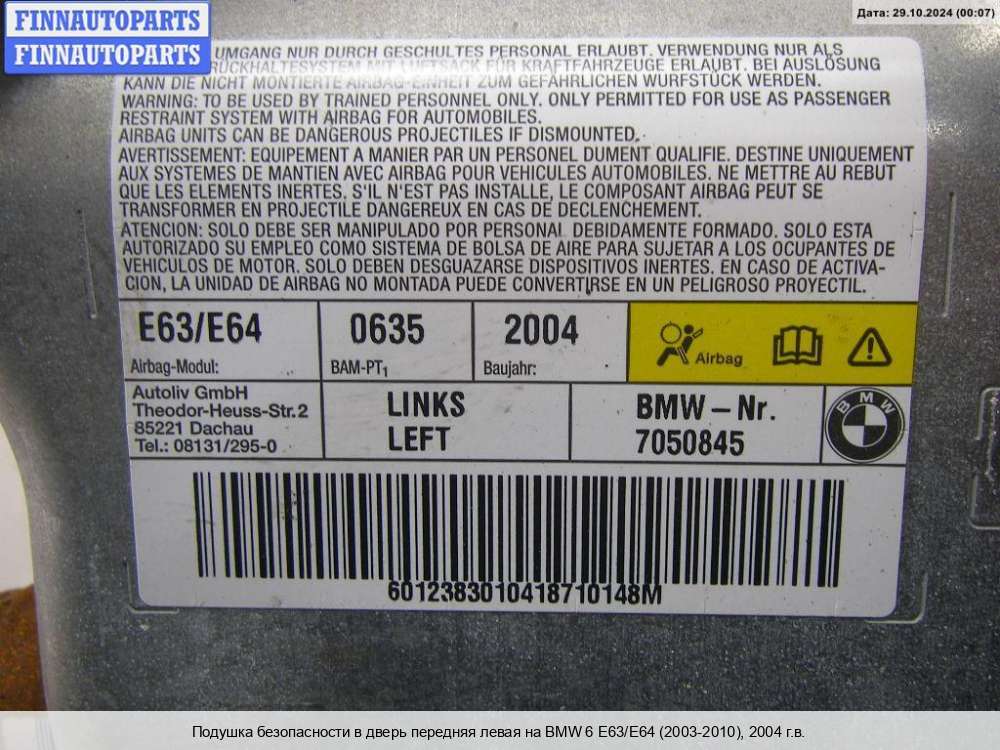 FINNAUTOPARTS
FINNAUTOPARTS
Дата: 29.10.2024 (00:07)
UMGANG NUR DURCH GESCHULTES PERSONAL ERLAUBT. VERWENDUNG NUR ALS
RÜCKHALTESYSTEM MIT LUFTSACK FÜR KRAFTFAHRZEUGE ERLAUBT. BEI AUSLÖSUNG
KANN DIE NICHT MONTIERTE AIRBAG-EINHEIT ZUM GEFÄHRLICHEN WURFSTÜCK WERDEN.
WARNING: TO BE USED BY TRAINED PERSONNEL ONLY. ONLY PERMITTED FOR USE AS PASSENGER
RESTRAINT SYSTEM WITH AIRBAG FOR AUTOMOBILES.
AIRBAG UNITS CAN BE DANGEROUS PROJECTILES IF DISMOUNTED.
AVERTISSEMENT: EQUIPEMENT A MANIER PAR UN PERSONEL DUMENT QUALIFIE. DESTINE UNIQUEMENT
AUX SYSTEMES DE MANTIEN AVEC AIRBAG POUR VEHICULES AUTOMOBILES. NE METTRE AU REBUT
QUE LES ELEMENTS INERTES. S'IL N'EST PAS INSTALLE, LE COMPOSANT AIRBAG PEUT SE
TRANSFORMER EN PROJECTILE DANGEREUX EN CAS DE DECLENCHEMENT.
ATENCION: SOLO DEBE SER MANIPULADO POR PERSONAL DEBIDAMENTE FORMADO. SOLO ESTA
AUTORIZADO SU EMPLEO COMO SISTEMA DE BOLSA DE AIRE PARA SUJETAR A LOS OCUPANTES DE
VEHICULOS DE MOTOR. SOLO DEBEN DESGUAZARSE DISPOSITIVOS INERTES. EN CASO DE ACTIVA-
CION, LA UNIDAD DE AIRBAG NO MONTADA PUEDE CONVERTIRSE EN UN PELIGROSO PROYECTIL.
E63/E64
Airbag-Modul:
0635
BAM-PT1
2004
Baujahr:
Airbag
Autoliv GmbH
Theodor-Heuss-Str.2
85221 Dachau
Tel.: 08131/295-0
LINKS
LEFT
BMW – Nr.
7050845
BMW
6012383010418710148M
Подушка безопасности в дверь передняя левая на BMW 6 E63/E64 (2003-2010), 2004 г.в.